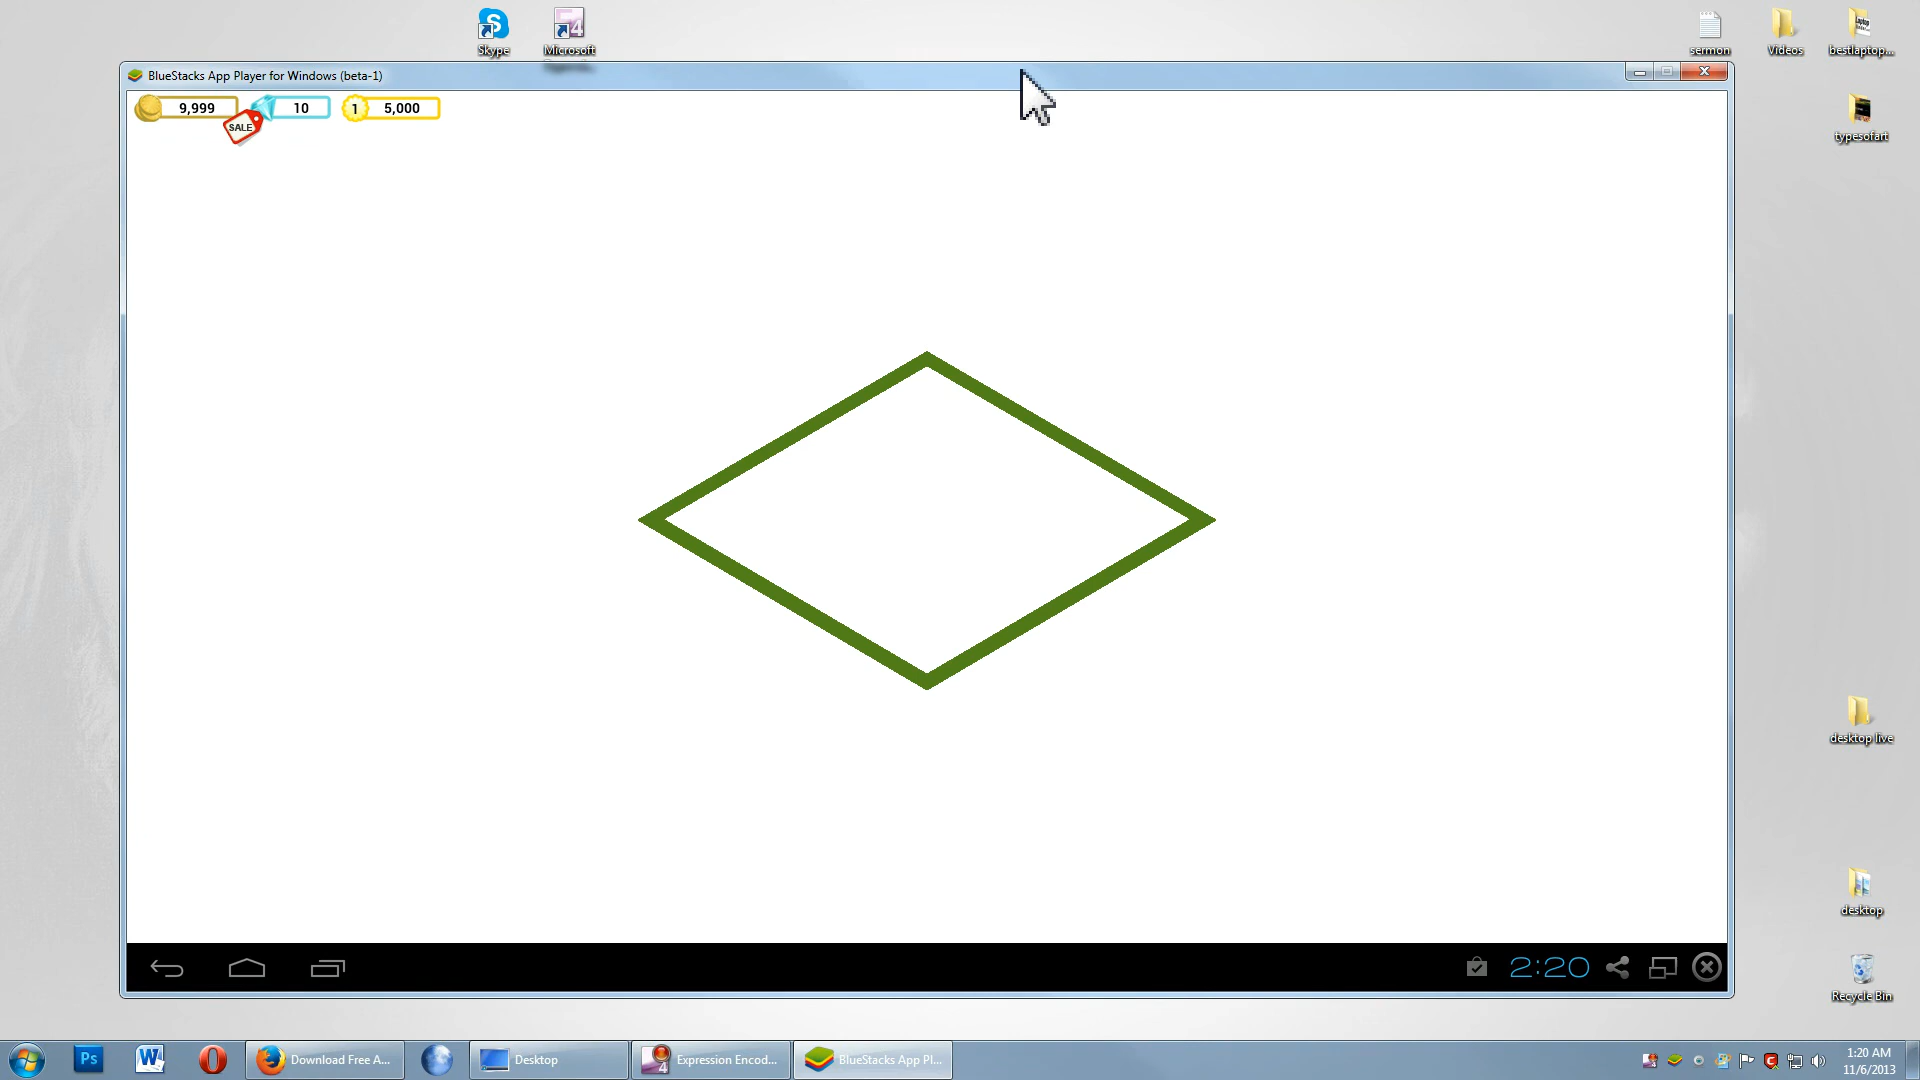 Skype
Microsoft
sermon
Videos
bestlaptop...
BlueStacks App Player for Windows (beta-1)
9,999
10
1
5,000
SALE
typesofart
desktop live
desktop
Recycle Bin
2:20
Ps
W
Download Free A...
Desktop
4
Expression Encod...
BlueStacks App Pl...
1:20 AM
11/6/2013